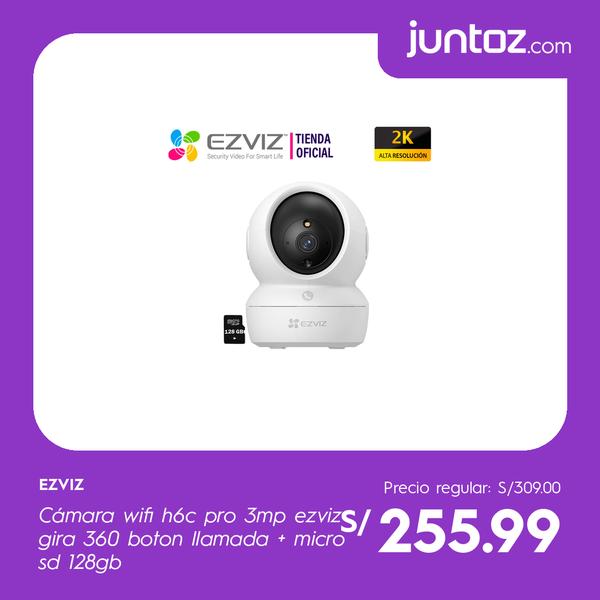 juntoz.com
EZVIZ™ TIENDA OFICIAL
Security Video For Smart Life
2K
ALTA RESOLUCIÓN
128 GB
EZVIZ
EZVIZ
Precio regular: S/309.00
Cámara wifi h6c pro 3mp ezviz
gira 360 boton llamada + micro
sd 128gb
S/ 255.99